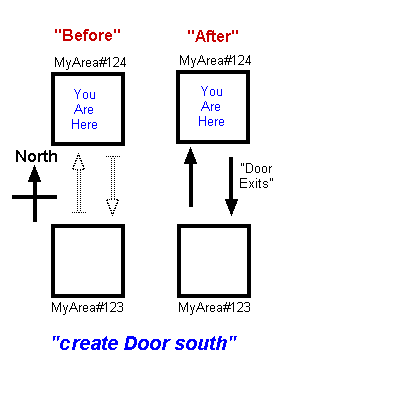 "Before"
"After"
MyArea#124
MyArea#124
You
Are
Here
You
Are
Here
North
"Door
Exits"
MyArea#123
MyArea#123
"create Door south"